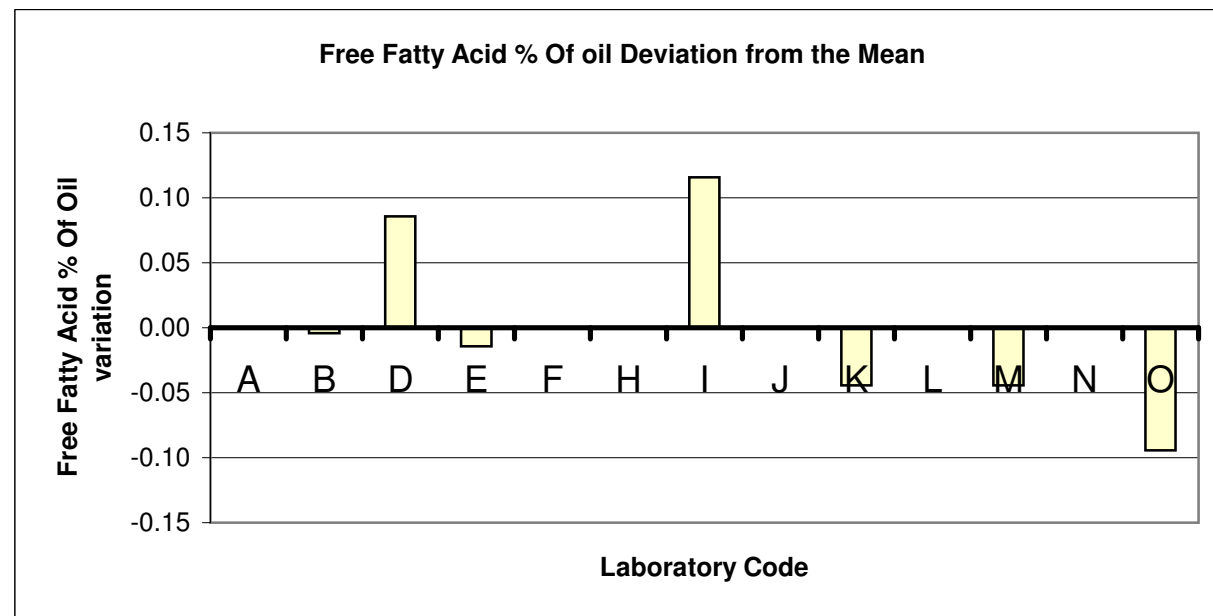 Free Fatty Acid % Of oil Deviation from the Mean
Free Fatty Acid % Of Oil
variation
0.15
0.10
0.05
0.00
-0.05
-0.10
-0.15
A B D E F H I J K L M N O
Laboratory Code